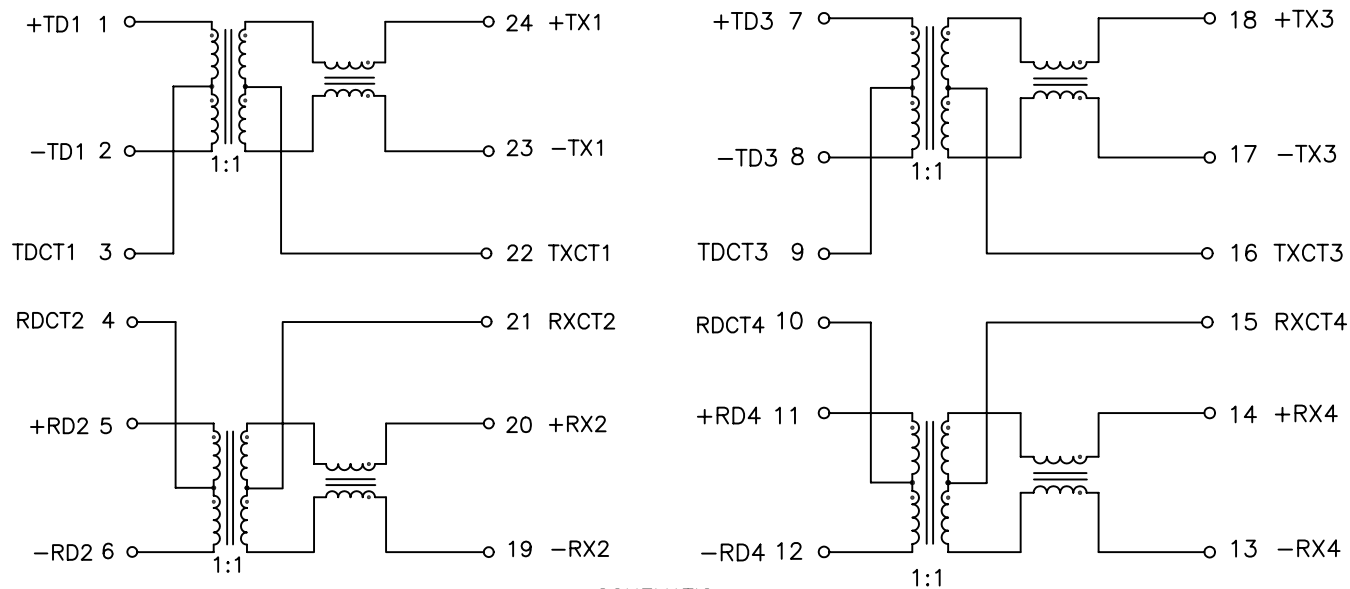 +TD1 1
24 +TX1
-TD1 2
23 -TX1
1:1
TDCT1 3
22 TXCT1
RDCT2 4
21 RXCT2
+RD2 5
20 +RX2
-RD2 6
19 -RX2
1:1
+TD3 7
18 +TX3
-TD3 8
17 -TX3
1:1
TDCT3 9
16 TXCT3
RDCT4 10
15 RXCT4
+RD4 11
14 +RX4
-RD4 12
13 -RX4
1:1